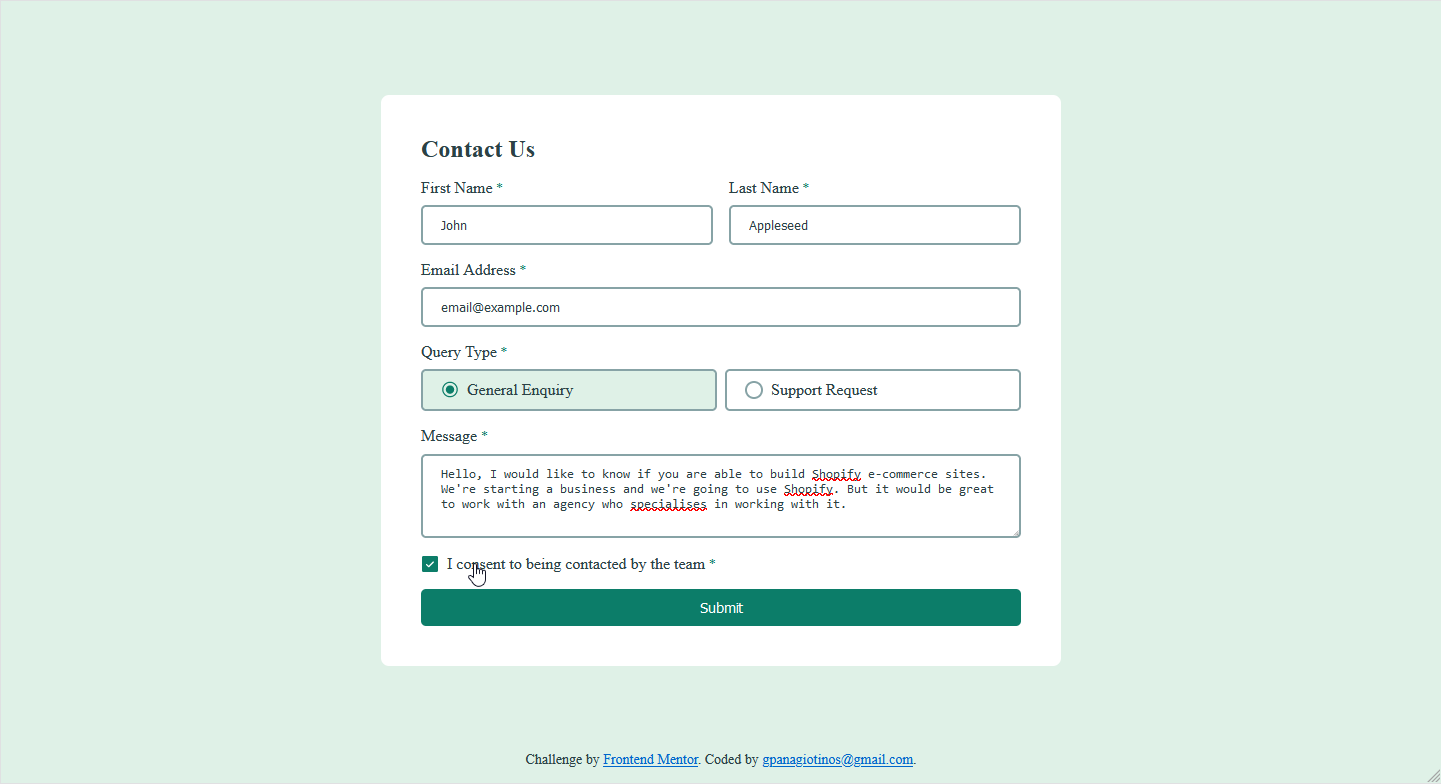 Contact Us
First Name * Last Name *
John Appleseed
Email Address *
email@example.com
Query Type *
General Enquiry Support Request
Message *
Hello, I would like to know if you are able to build Shopify e-commerce sites.
We're starting a business and we're going to use Shopify. But it would be great
to work with an agency who specialises in working with it.
I consent to being contacted by the team *
Submit
Challenge by Frontend Mentor. Coded by gpanagiotinos@gmail.com.